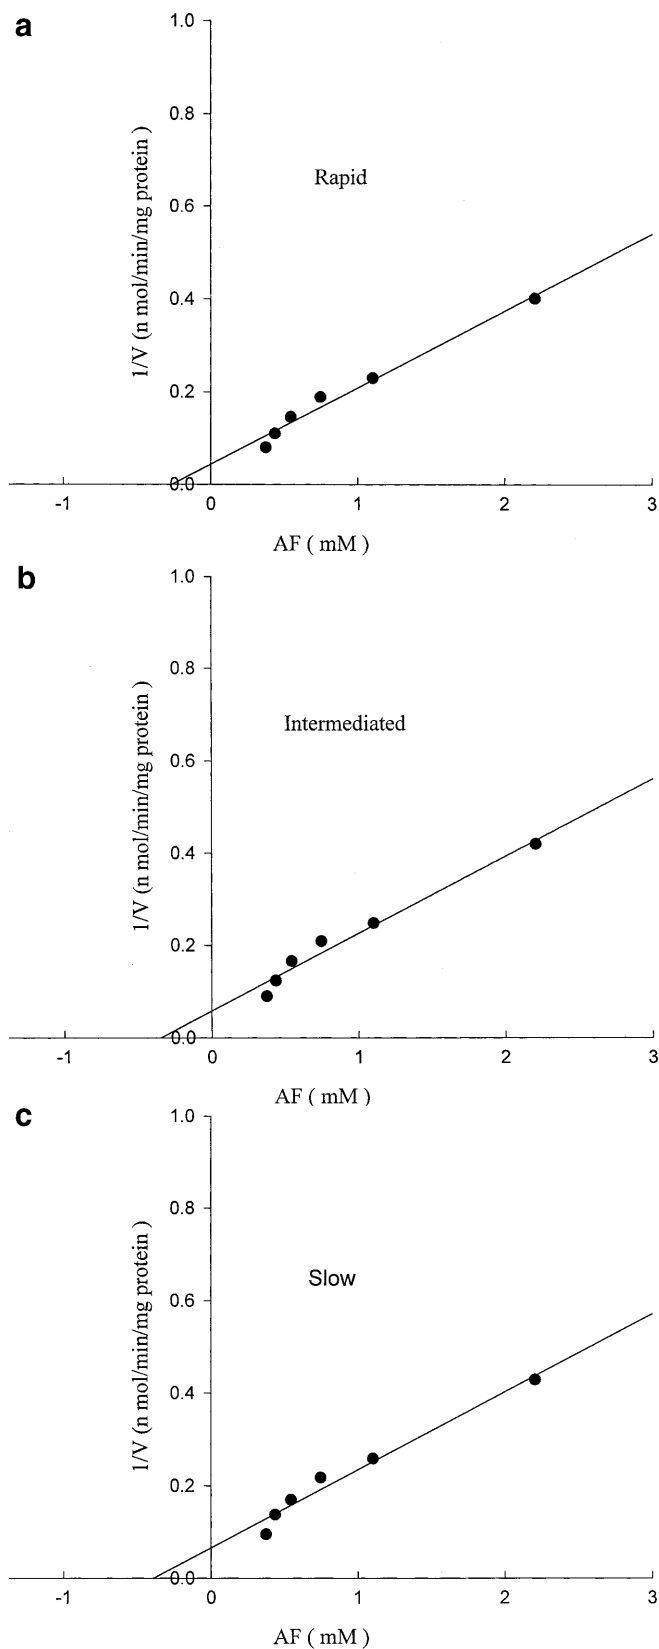 a
1.0
0.8
Rapid
0.6
1/V (n mol/min/mg protein )
0.4
0.2
0.0
-1 0 1 2 3
AF ( mM )
b
1.0
0.8
Intermediated
0.6
1/V (n mol/min/mg protein )
0.4
0.2
0.0
-1 0 1 2 3
AF ( mM )
c
1.0
0.8
Slow
0.6
1/V (n mol/min/mg protein )
0.4
0.2
0.0
-1 0 1 2 3
AF ( mM )